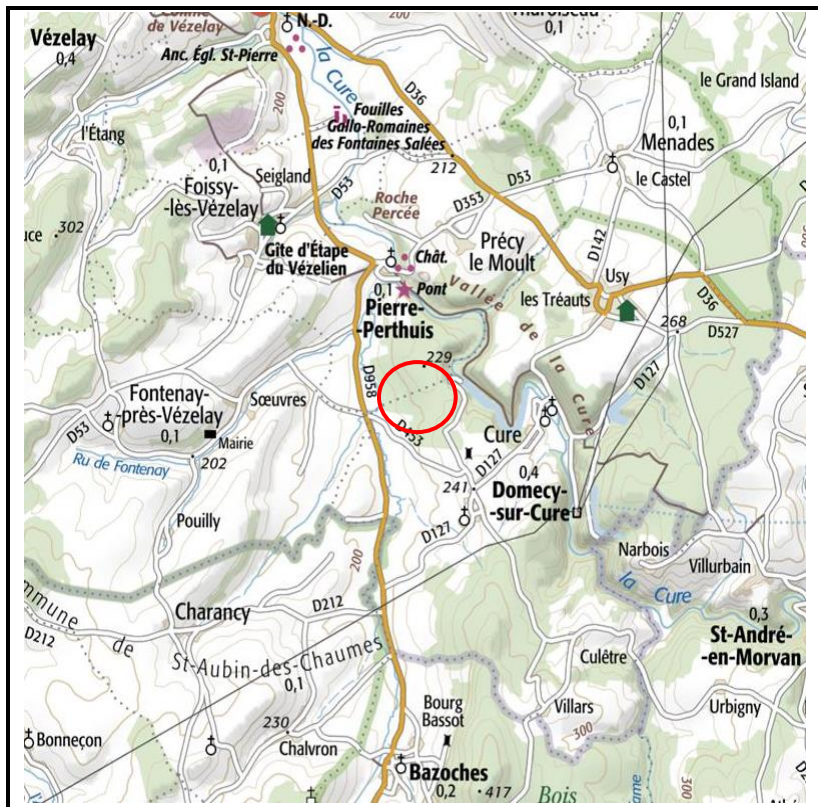 Colline
de Vézelay
Vézelay
0,4
N.-D.
Anc. Égl. St-Pierre
la Cure
0,1
200
D36
le Grand Island
l'Étang
Fouilles
Gallo-Romaines
des Fontaines Salées
0,1
Menades
0,1
Foissy-
-lès-Vézelay
Seigland
D53
212
D53
le Castel
Roche
Percée
D353
302
Gîte d'Étape
du Vézelien
Chât.
Précy
le Moult
D142
0,1
Pont
Pierre-
-Perthuis
Vallée de la Cure
Usy
les Tréauts
D36
268
D527
229
D958
D127
Fontenay-
-près-Vézelay
Sœuvres
D53
0,1
Mairie
D453
Cure
Ru de Fontenay
202
D127
0,4
241
Domecy-
-sur-Cure
Pouilly
D127
200
Narbois
Villurbain
la Cure
Charancy
D212
0,3
St-André-
-en-Morvan
D212
mmune de
St-Aubin-des-Chaumes
0,1
Culêtre
Bourg
Bassot
Villars
Urbigny
230
300
Bonneçon
Chalvron
Bazoches
0,2
417
Bois
300